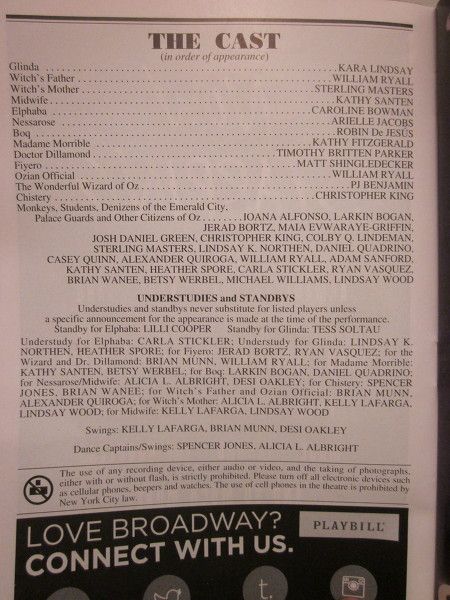 THE CAST
(in order of appearance)
Glinda ........................................ KARA LINDSAY
Witch's Father ........................................ WILLIAM RYALL
Witch's Mother ........................................ STERLING MASTERS
Midwife ........................................ KATHY SANTEN
Elphaba ........................................ CAROLINE BOWMAN
Nessarose ........................................ ARIELLE JACOBS
Boq ........................................ ROBIN DE JESÚS
Madame Morrible ........................................ KATHY FITZGERALD
Doctor Dillamond ........................................ TIMOTHY BRITTEN PARKER
Fiyero ........................................ MATT SHINGLEDECKER
Ozian Official ........................................ WILLIAM RYALL
The Wonderful Wizard of Oz ........................................ PJ BENJAMIN
Chistery ........................................ CHRISTOPHER KING
Monkeys, Students, Denizens of the Emerald City,
Palace Guards and Other Citizens of Oz ........ IOANA ALFONSO, LARKIN BOGAN,
JERAD BORTZ, MAIA EVWARAYE-GRIFFIN,
JOSH DANIEL GREEN, CHRISTOPHER KING, COLBY Q. LINDEMAN,
STERLING MASTERS, LINDSAY K. NORTHEN, DANIEL QUADRINO,
CASEY QUINN, ALEXANDER QUIROGA, WILLIAM RYALL, ADAM SANFORD,
KATHY SANTEN, HEATHER SPORE, CARLA STICKLER, RYAN VASQUEZ,
BRIAN WANEE, BETSY WERBEL, MICHAEL WILLIAMS, LINDSAY WOOD
UNDERSTUDIES and STANDBYS
Understudies and standbys never substitute for listed players unless
a specific announcement for the appearance is made at the time of the performance.
Standby for Elphaba: LILLI COOPER Standby for Glinda: TESS SOLTAU
Understudy for Elphaba: CARLA STICKLER; Understudy for Glinda: LINDSAY K.
NORTHEN, HEATHER SPORE; for Fiyero: JERAD BORTZ, RYAN VASQUEZ; for the
Wizard and Dr. Dillamond: BRIAN MUNN, WILLIAM RYALL; for Madame Morrible:
KATHY SANTEN, BETSY WERBEL; for Boq: LARKIN BOGAN, DANIEL QUADRINO;
for Nessarose/Midwife: ALICIA L. ALBRIGHT, DESI OAKLEY; for Chistery: SPENCER
JONES, BRIAN WANEE; for Witch's Father and Ozian Official: BRIAN MUNN,
ALEXANDER QUIROGA; for Witch's Mother: ALICIA L. ALBRIGHT, KELLY LAFARGA,
LINDSAY WOOD; for Midwife: KELLY LAFARGA, LINDSAY WOOD
Swings: KELLY LAFARGA, BRIAN MUNN, DESI OAKLEY
Dance Captains/Swings: SPENCER JONES, ALICIA L. ALBRIGHT
The use of any recording device, either audio or video, and the taking of photographs,
either with or without flash, is strictly prohibited. Please turn off all electronic devices such
as cellular phones, beepers and watches. The use of cell phones in the theatre is prohibited by
New York City law.
LOVE BROADWAY?
CONNECT WITH US.
PLAYBILL
t.